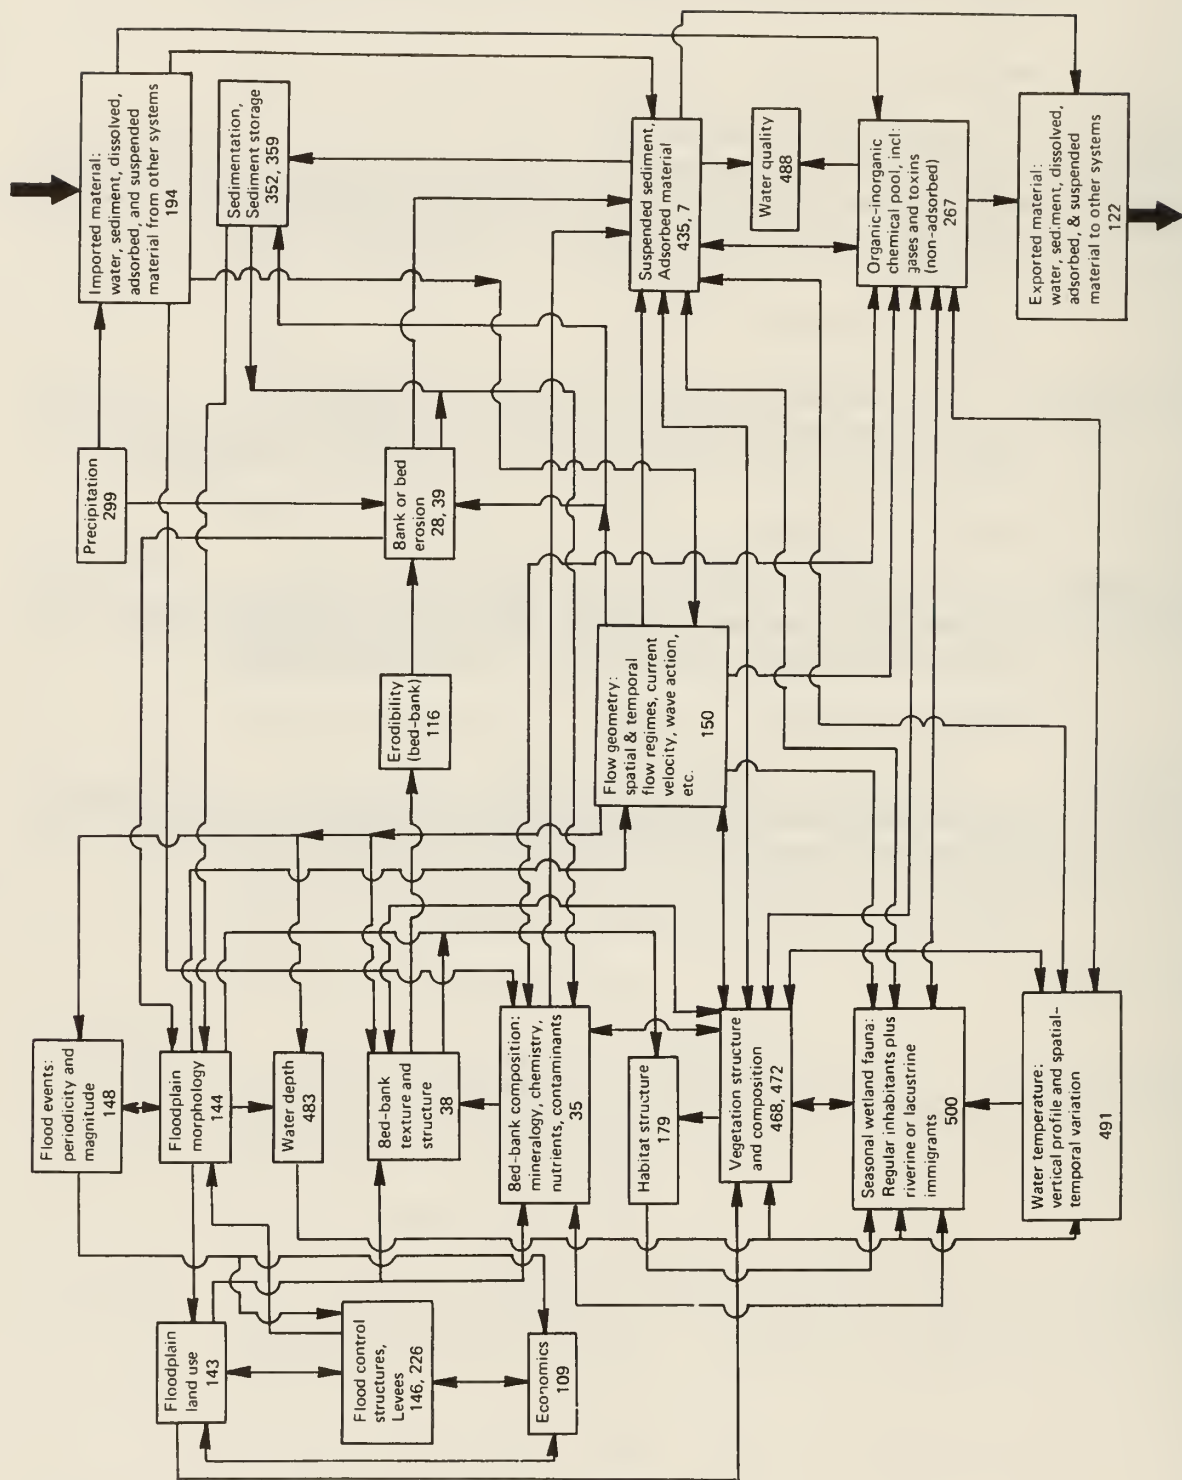 Imported material:
water, sediment, dissolved,
adsorbed, and suspended
material from other systems
194
Sedimentation,
Sediment storage
352, 359
Suspended sediment,
Adsorbed material
435, 7
Water quality
488
Organic-inorganic
chemical pool, incl:
gases and toxins
(non-adsorbed)
267
Exported material:
water, sediment, dissolved,
adsorbed, & suspended
material to other systems
122
Precipitation
299
8ank or bed
erosion
28, 39
Erodibility
(bed-bank)
116
Flow geometry:
spatial & temporal
flow regimes, current
velocity, wave action,
etc.
150
Flood events:
periodicity and
magnitude
148
Floodplain
morphology
144
Water depth
483
8ed-bank
texture and
structure
38
8ed-bank composition:
mineralogy, chemistry,
nutrients, contaminants
35
Habitat structure
179
Vegetation structure
and composition
468, 472
Seasonal wetland fauna:
Regular inhabitants plus
riverine or lacustrine
immigrants
500
Water temperature:
vertical profile and spatial-
temporal variation
491
Floodplain
land use
143
Flood control
structures,
Levees
146, 226
Economics
109